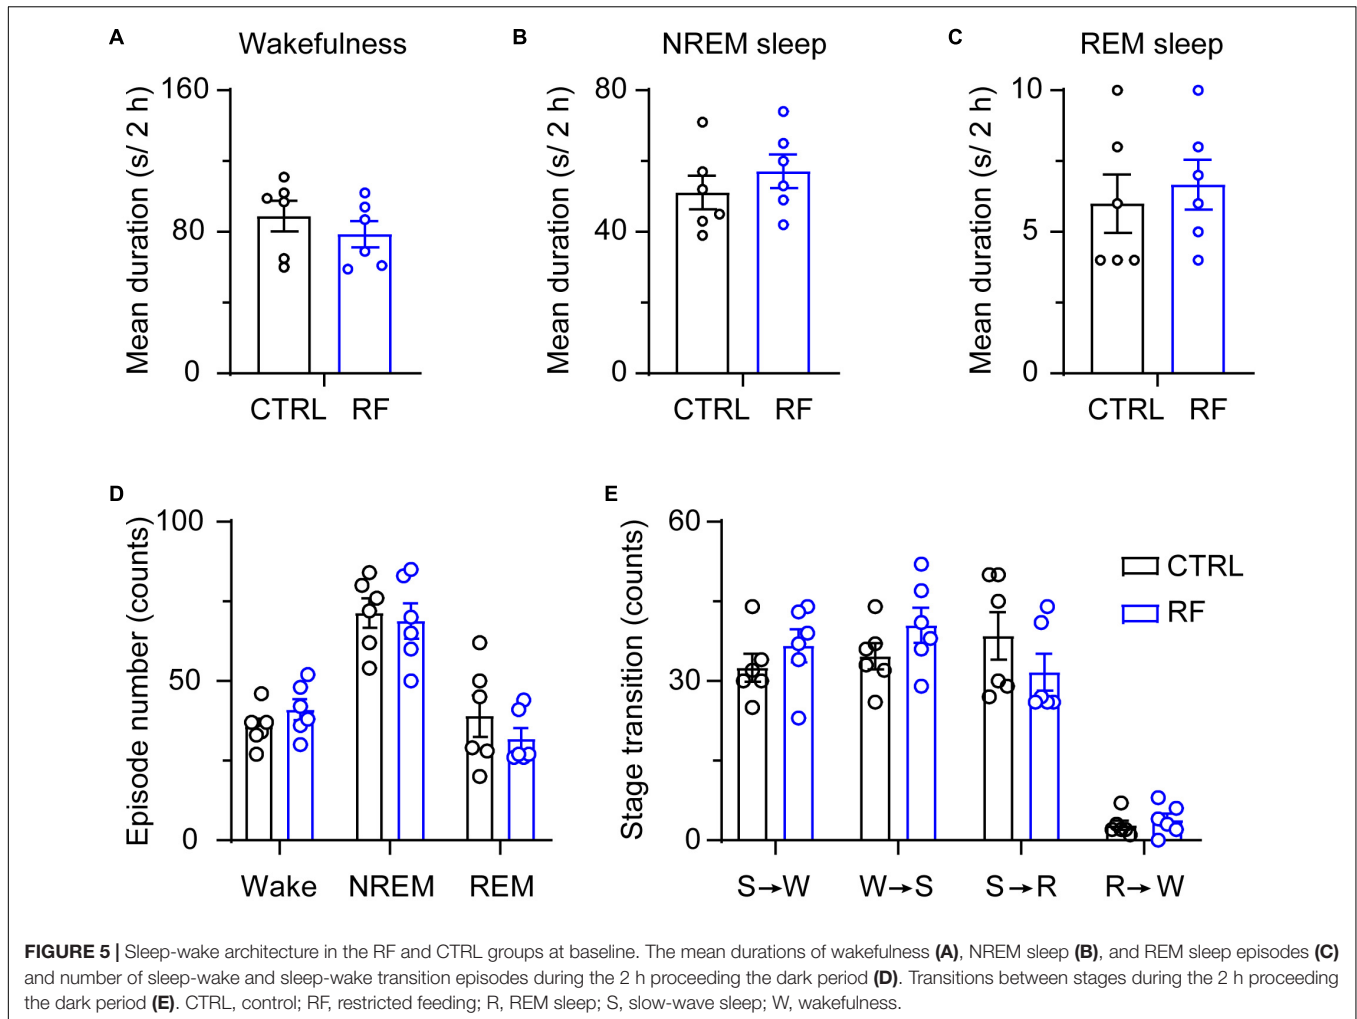 A Wakefulness
B NREM sleep
C REM sleep
Mean duration (s/ 2 h)
160
80
0
CTRL RF
Mean duration (s/ 2 h)
80
40
0
CTRL RF
Mean duration (s/ 2 h)
10
5
0
CTRL RF
D
Episode number (counts)
100
50
0
Wake NREM REM
E
Stage transition (counts)
60
30
0
S→W W→S S→R R→W
CTRL
RF
FIGURE 5 | Sleep-wake architecture in the RF and CTRL groups at baseline. The mean durations of wakefulness (A), NREM sleep (B), and REM sleep episodes (C)
and number of sleep-wake and sleep-wake transition episodes during the 2 h proceeding the dark period (D). Transitions between stages during the 2 h proceeding
the dark period (E). CTRL, control; RF, restricted feeding; R, REM sleep; S, slow-wave sleep; W, wakefulness.